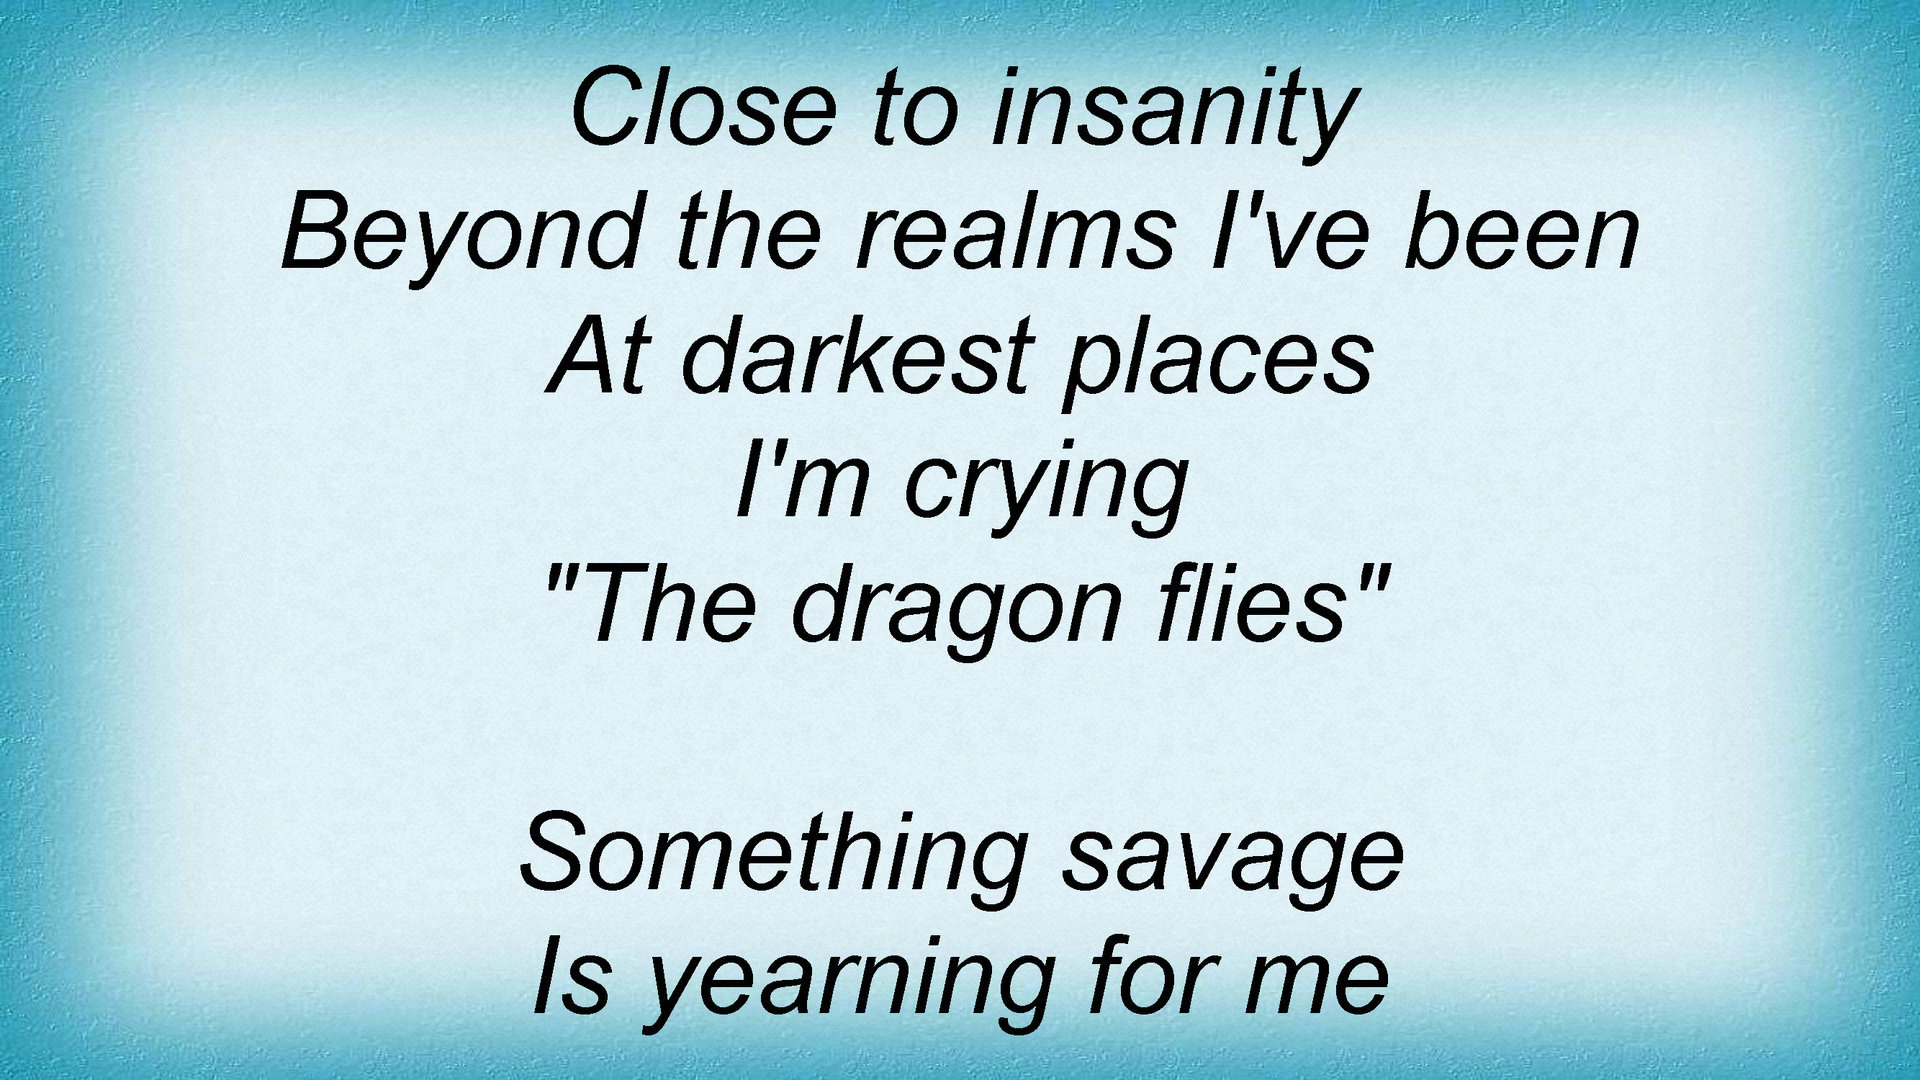 Close to insanity
Beyond the realms I've been
At darkest places
I'm crying
"The dragon flies"
Something savage
Is yearning for me